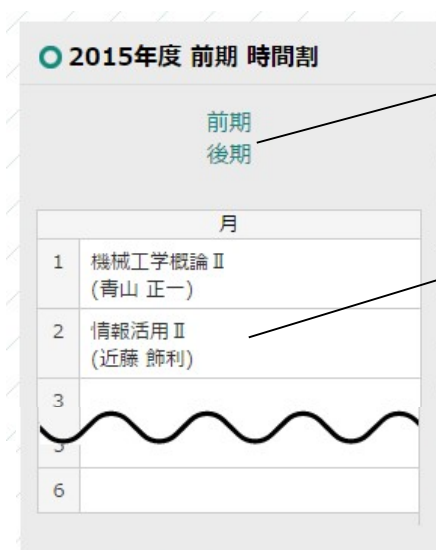 2015年度 前期 時間割
前期
後期
月
1
機械工学概論Ⅱ
(青山 正一)
2
情報活用Ⅱ
(近藤 飾利)
3
5
6